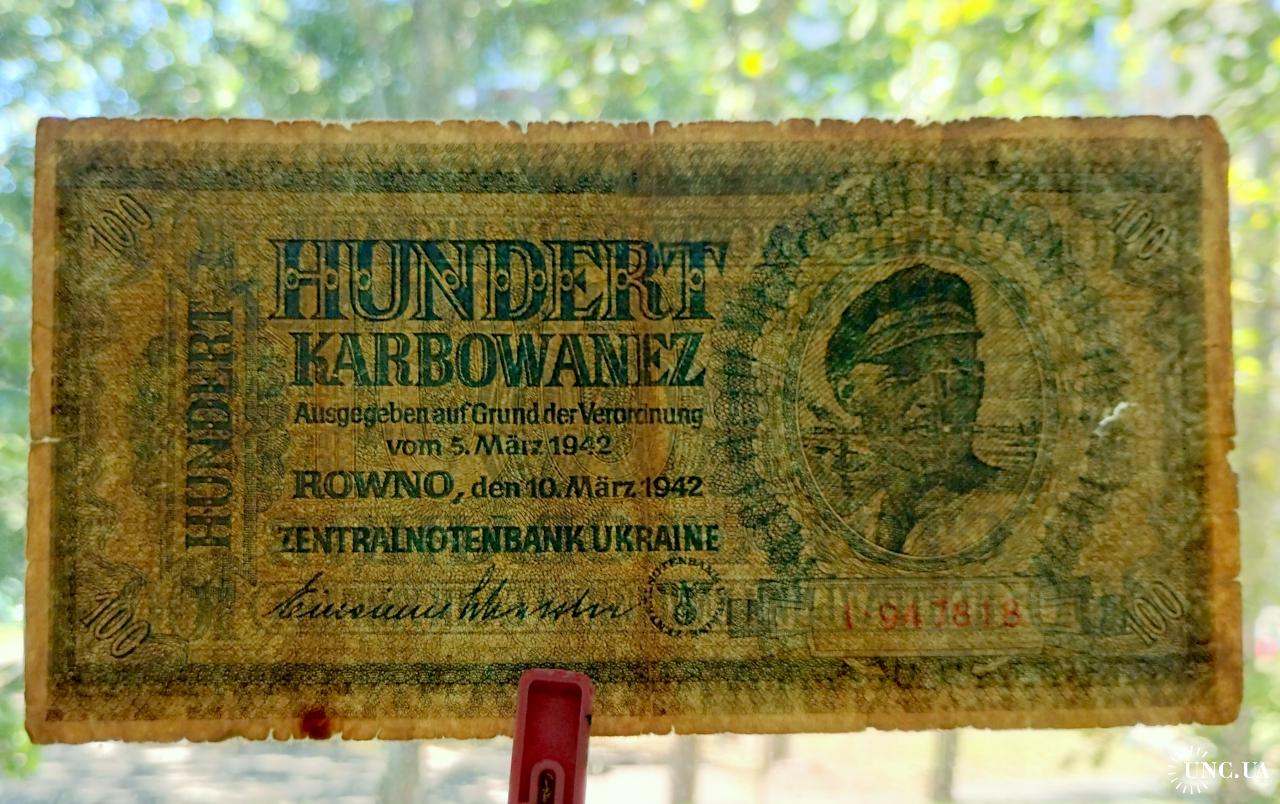 100
100
HUNDERT
HUNDERT
KARBOWANEZ
Ausgegeben auf Grund der Verordnung
vom 5. März 1942
ROWNO, den 10. März 1942
ZENTRALNOTENBANK UKRAINE
100
100
UNC.UA